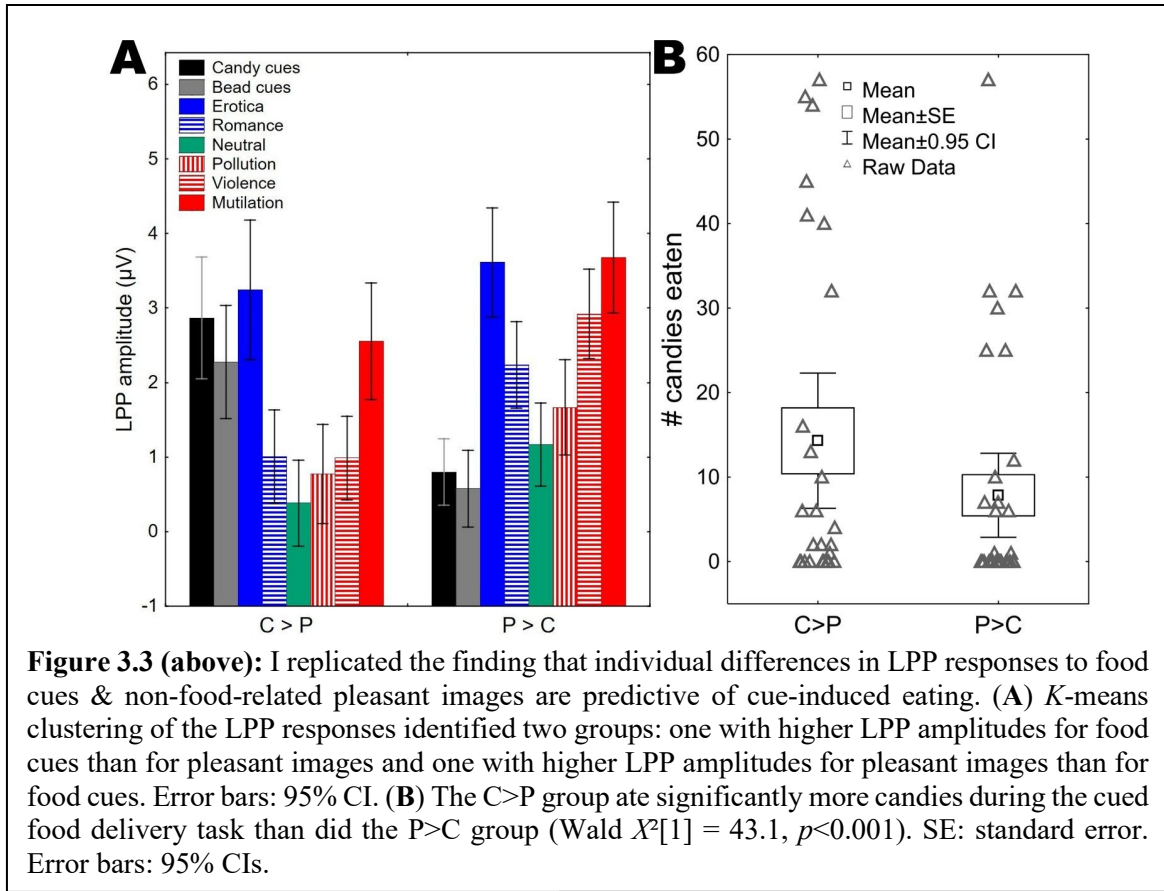 A
Candy cues
Bead cues
Erotica
Romance
Neutral
Pollution
Violence
Mutilation
LPP amplitude (µV)
6
5
4
3
2
1
0
-1
C > P
P > C
B
Mean
Mean±SE
Mean±0.95 CI
Raw Data
# candies eaten
60
50
40
30
20
10
0
C>P
P>C
Figure 3.3 (above): I replicated the finding that individual differences in LPP responses to food
cues & non-food-related pleasant images are predictive of cue-induced eating. (A) K-means
clustering of the LPP responses identified two groups: one with higher LPP amplitudes for food
cues than for pleasant images and one with higher LPP amplitudes for pleasant images than for
food cues. Error bars: 95% CI. (B) The C>P group ate significantly more candies during the cued
food delivery task than did the P>C group (Wald X²[1] = 43.1, p<0.001). SE: standard error.
Error bars: 95% CIs.